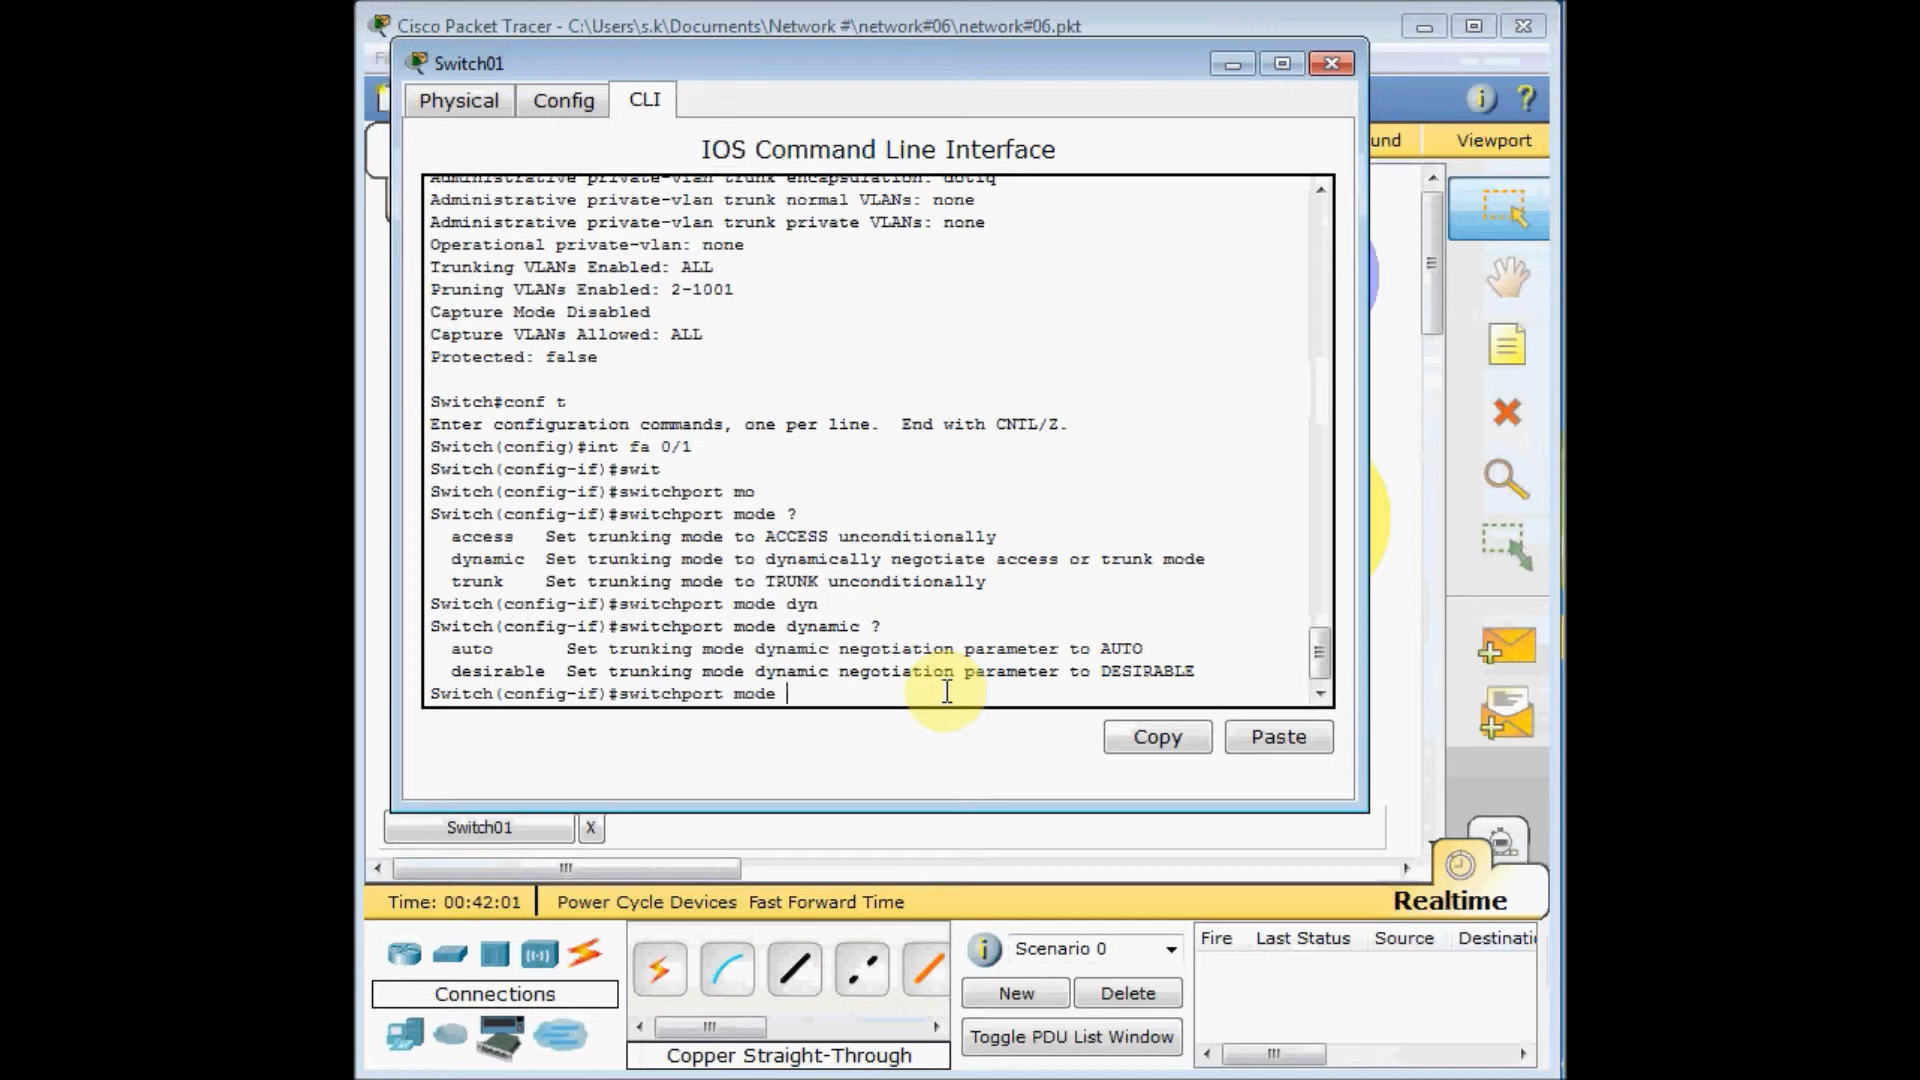 Cisco Packet Tracer - C:\Users\s.k\Documents\Network #\network#06\network#06.pkt
Switch01
Physical Config CLI
und Viewport
IOS Command Line Interface
Administrative private-vlan trunk encapsulation: dot1q
Administrative private-vlan trunk normal VLANs: none
Administrative private-vlan trunk private VLANs: none
Operational private-vlan: none
Trunking VLANs Enabled: ALL
Pruning VLANs Enabled: 2-1001
Capture Mode Disabled
Capture VLANs Allowed: ALL
Protected: false
Switch#conf t
Enter configuration commands, one per line.  End with CNTL/Z.
Switch(config)#int fa 0/1
Switch(config-if)#swit
Switch(config-if)#switchport mo
Switch(config-if)#switchport mode ?
access   Set trunking mode to ACCESS unconditionally
dynamic  Set trunking mode to dynamically negotiate access or trunk mode
trunk    Set trunking mode to TRUNK unconditionally
Switch(config-if)#switchport mode dyn
Switch(config-if)#switchport mode dynamic ?
auto       Set trunking mode dynamic negotiation parameter to AUTO
desirable  Set trunking mode dynamic negotiation parameter to DESIRABLE
Switch(config-if)#switchport mode
Copy Paste
Switch01 X
Time: 00:42:01 Power Cycle Devices Fast Forward Time Realtime
Fire Last Status Source Destinati
Scenario 0
Connections
New Delete
Toggle PDU List Window
Copper Straight-Through